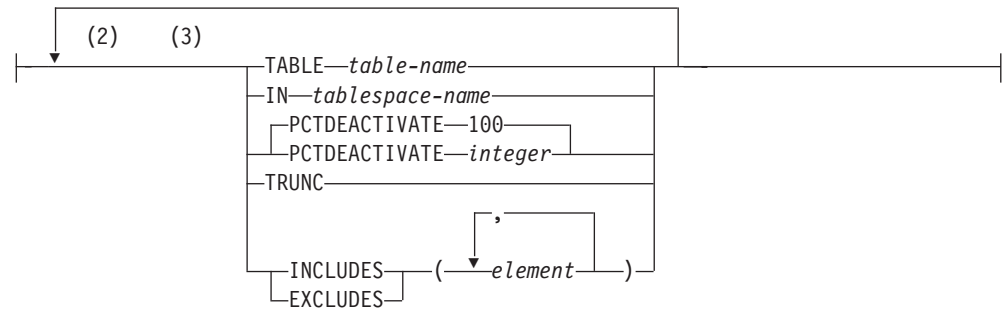 (2) (3)
TABLE table-name
IN tablespace-name
PCTDEACTIVATE 100
PCTDEACTIVATE integer
TRUNC
,
INCLUDES ( element )
EXCLUDES